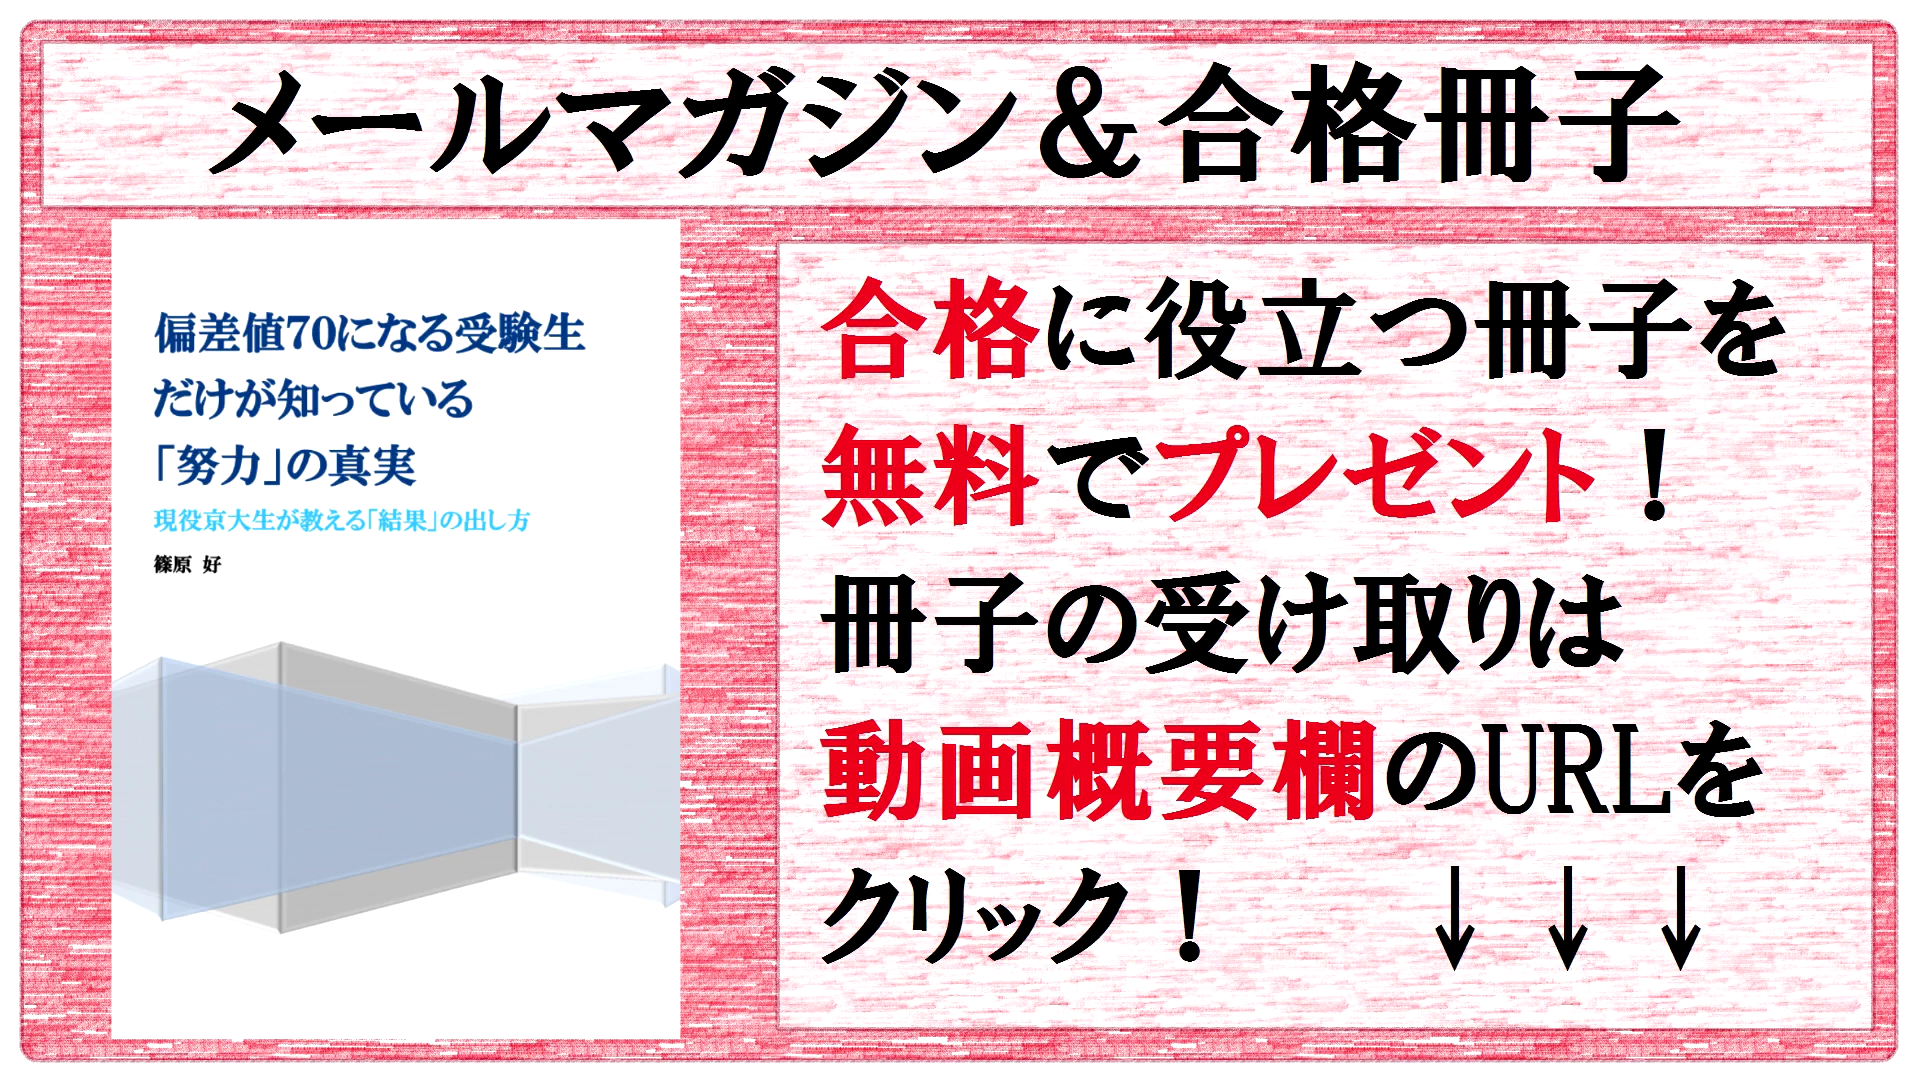 メールマガジン＆合格冊子
偏差値70になる受験生
だけが知っている
「努力」の真実
現役京大生が教える「結果」の出し方
篠原 好
合格に役立つ冊子を
無料でプレゼント！
冊子の受け取りは
動画概要欄のURLを
クリック！ ↓ ↓ ↓